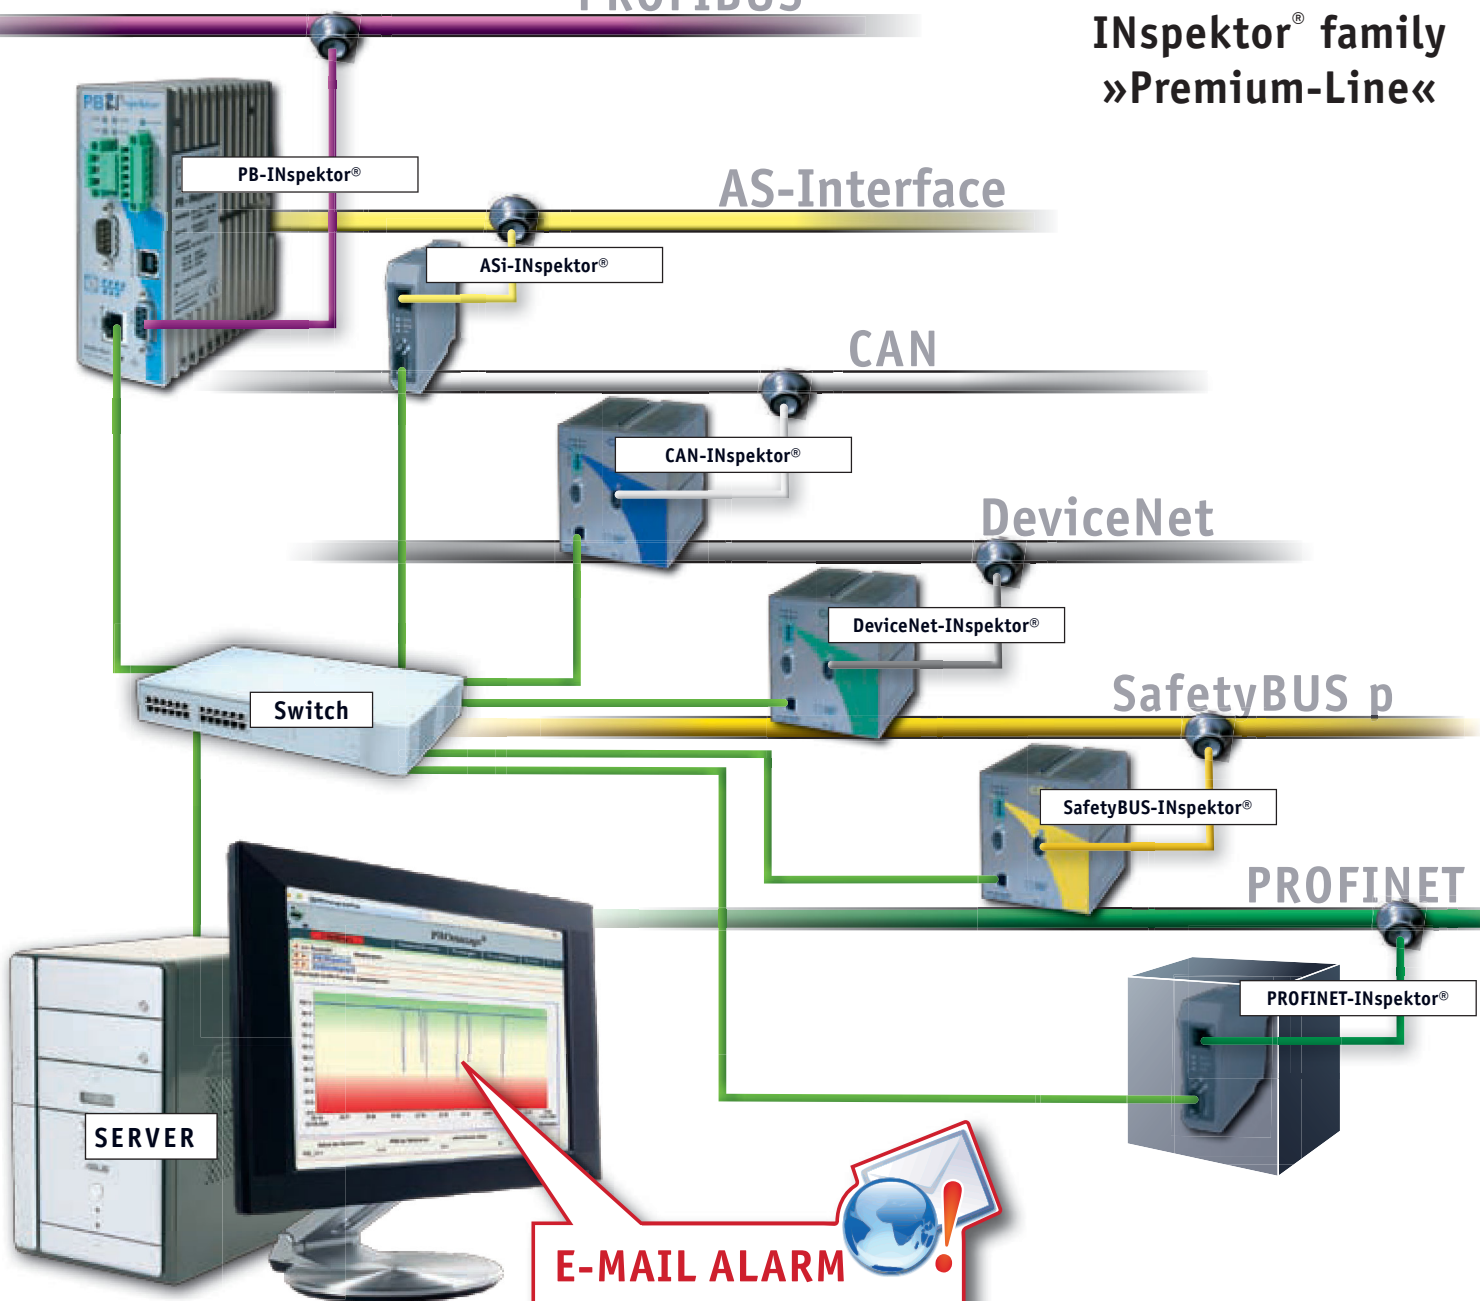 PROFIBUS
INspektor® family
»Premium-Line«
PB-INspektor®
AS-Interface
ASi-INspektor®
CAN
CAN-INspektor®
DeviceNet
DeviceNet-INspektor®
Switch
SafetyBUS p
SafetyBUS-INspektor®
PROFINET
PROFINET-INspektor®
SERVER
E-MAIL ALARM